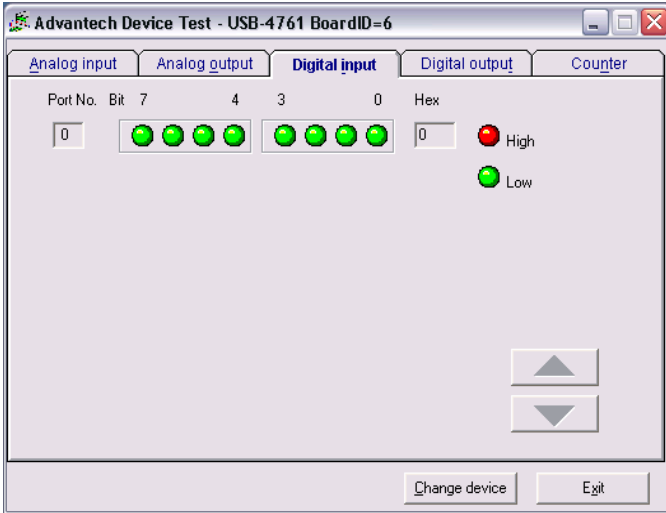 Advantech Device Test - USB-4761 BoardID=6
Analog input Analog output Digital input Digital output Counter
Port No. Bit 7 4 3 0 Hex
0 0 High
Low
Change device Exit